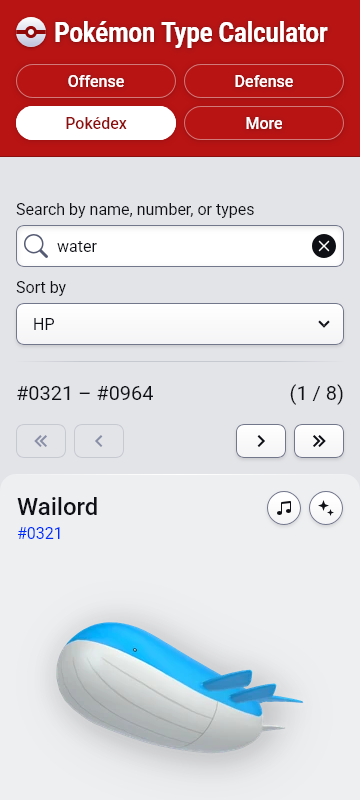 Pokémon Type Calculator
Offense
Defense
Pokédex
More
Search by name, number, or types
water
Sort by
HP
#0321 – #0964
(1 / 8)
Wailord
#0321